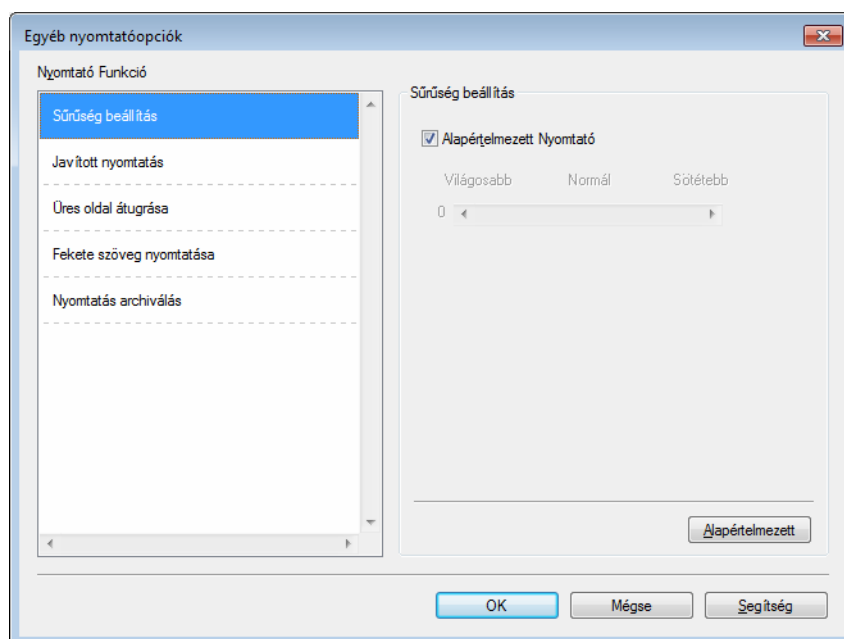 Egyéb nyomtatóopciók
Nyomtató Funkció
Sűrűség beállítás
Javított nyomtatás
Üres oldal átugrása
Fekete szöveg nyomtatása
Nyomtatás archiválás
Sűrűség beállítás
Alapértelmezett Nyomtató
Világosabb Normál Sötétebb
0
Alapértelmezett
OK Mégse Segítség